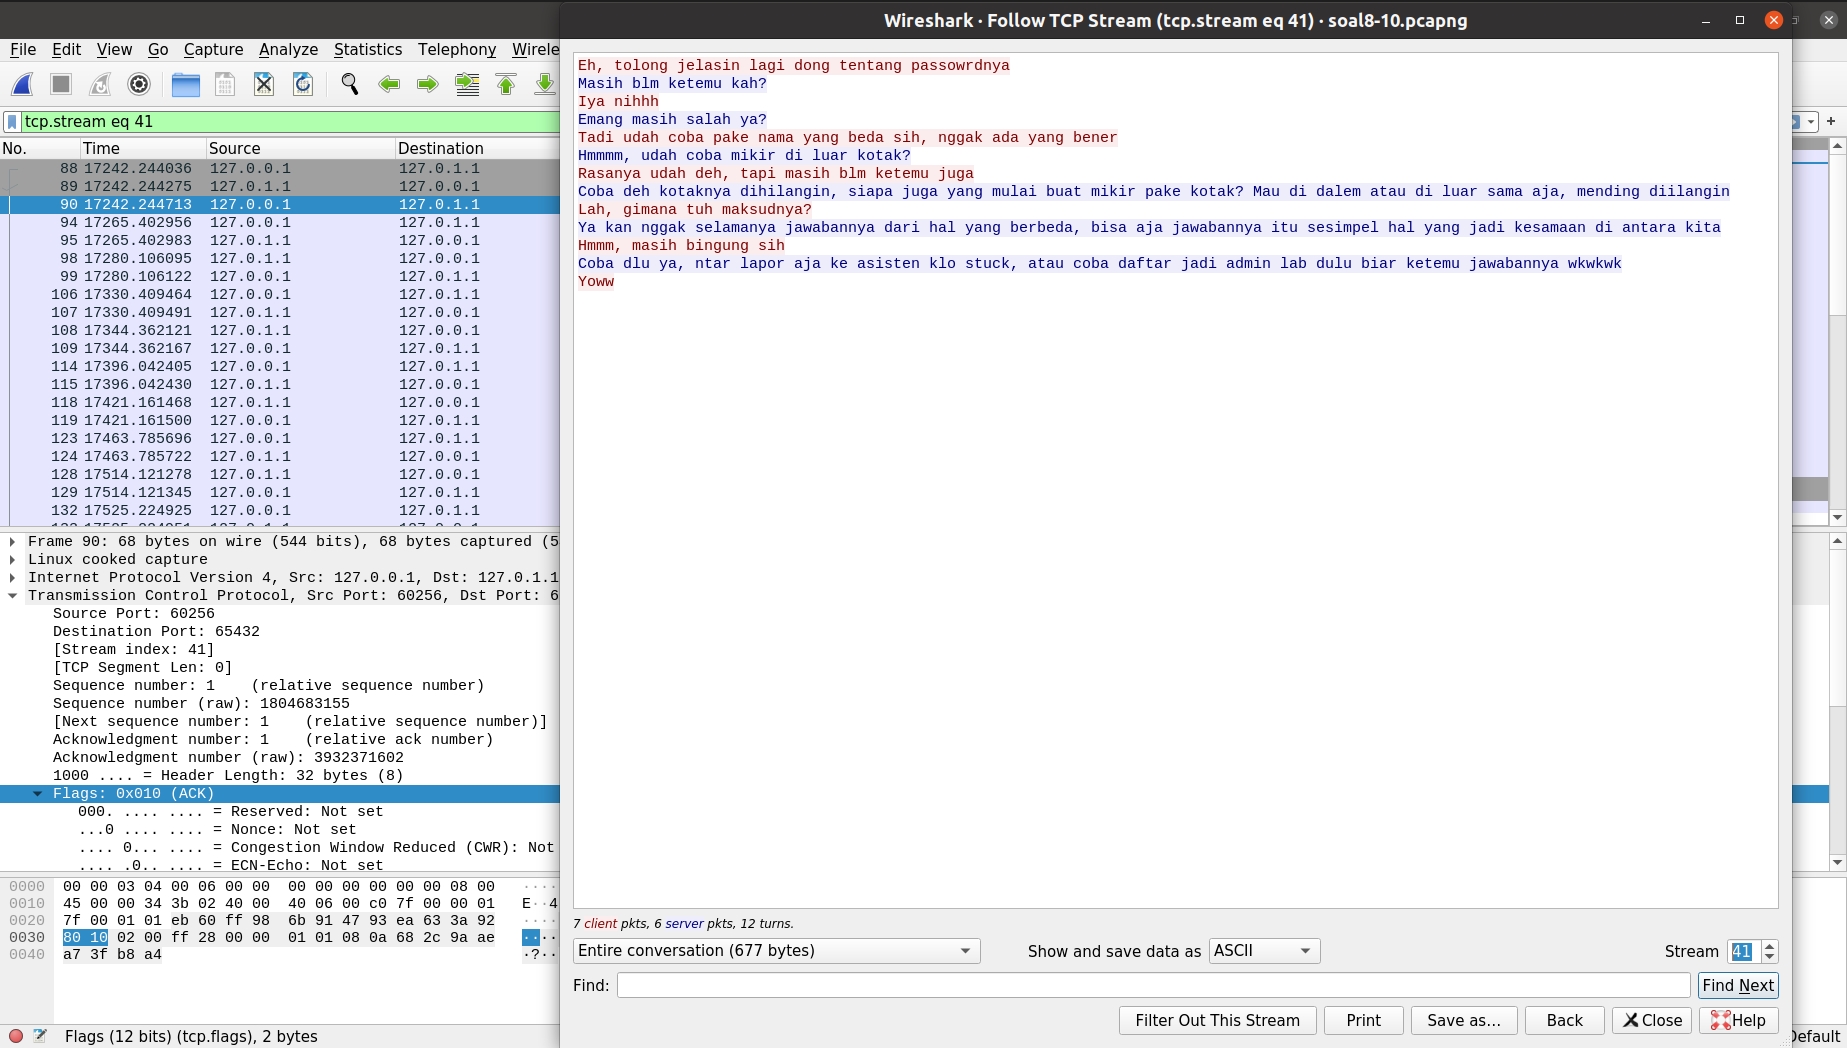 Wireshark · Follow TCP Stream (tcp.stream eq 41) · soal8-10.pcapng
File Edit View Go Capture Analyze Statistics Telephony Wirele
tcp.stream eq 41
+
No. Time Source Destination
88 17242.244036 127.0.0.1 127.0.1.1
89 17242.244275 127.0.1.1 127.0.0.1
90 17242.244713 127.0.0.1 127.0.1.1
94 17265.402956 127.0.0.1 127.0.1.1
95 17265.402983 127.0.1.1 127.0.0.1
98 17280.106095 127.0.1.1 127.0.0.1
99 17280.106122 127.0.0.1 127.0.1.1
106 17330.409464 127.0.0.1 127.0.1.1
107 17330.409491 127.0.1.1 127.0.0.1
108 17344.362121 127.0.1.1 127.0.0.1
109 17344.362167 127.0.0.1 127.0.1.1
114 17396.042405 127.0.0.1 127.0.1.1
115 17396.042430 127.0.1.1 127.0.0.1
118 17421.161468 127.0.1.1 127.0.0.1
119 17421.161500 127.0.0.1 127.0.1.1
123 17463.785696 127.0.0.1 127.0.1.1
124 17463.785722 127.0.1.1 127.0.0.1
128 17514.121278 127.0.1.1 127.0.0.1
129 17514.121345 127.0.0.1 127.0.1.1
132 17525.224925 127.0.0.1 127.0.1.1
Frame 90: 68 bytes on wire (544 bits), 68 bytes captured (5
Linux cooked capture
Internet Protocol Version 4, Src: 127.0.0.1, Dst: 127.0.1.1
Transmission Control Protocol, Src Port: 60256, Dst Port: 6
Source Port: 60256
Destination Port: 65432
[Stream index: 41]
[TCP Segment Len: 0]
Sequence number: 1 (relative sequence number)
Sequence number (raw): 1804683155
[Next sequence number: 1 (relative sequence number)]
Acknowledgment number: 1 (relative ack number)
Acknowledgment number (raw): 3932371602
1000 .... = Header Length: 32 bytes (8)
Flags: 0x010 (ACK)
000. .... .... = Reserved: Not set
...0 .... .... = Nonce: Not set
.... 0... .... = Congestion Window Reduced (CWR): Not
.... .0.. .... = ECN-Echo: Not set
0000 00 00 03 04 00 06 00 00 00 00 00 00 00 00 08 00 ····
0010 45 00 00 34 3b 02 40 00 40 06 00 c0 7f 00 00 01 E··4
0020 7f 00 01 01 eb 60 ff 98 6b 91 47 93 ea 63 3a 92 ····
0030 80 10 02 00 ff 28 00 00 01 01 08 0a 68 2c 9a ae ····
0040 a7 3f b8 a4 ·?··
Flags (12 bits) (tcp.flags), 2 bytes
Default
Eh, tolong jelasin lagi dong tentang passowrdnya
Masih blm ketemu kah?
Iya nihhh
Emang masih salah ya?
Tadi udah coba pake nama yang beda sih, nggak ada yang bener
Hmmmm, udah coba mikir di luar kotak?
Rasanya udah deh, tapi masih blm ketemu juga
Coba deh kotaknya dihilangin, siapa juga yang mulai buat mikir pake kotak? Mau di dalem atau di luar sama aja, mending diilangin
Lah, gimana tuh maksudnya?
Ya kan nggak selamanya jawabannya dari hal yang berbeda, bisa aja jawabannya itu sesimpel hal yang jadi kesamaan di antara kita
Hmmm, masih bingung sih
Coba dlu ya, ntar lapor aja ke asisten klo stuck, atau coba daftar jadi admin lab dulu biar ketemu jawabannya wkwkwk
Yoww
7 client pkts, 6 server pkts, 12 turns.
Entire conversation (677 bytes) Show and save data as ASCII Stream 41
Find: Find Next
Filter Out This Stream Print Save as... Back Close Help